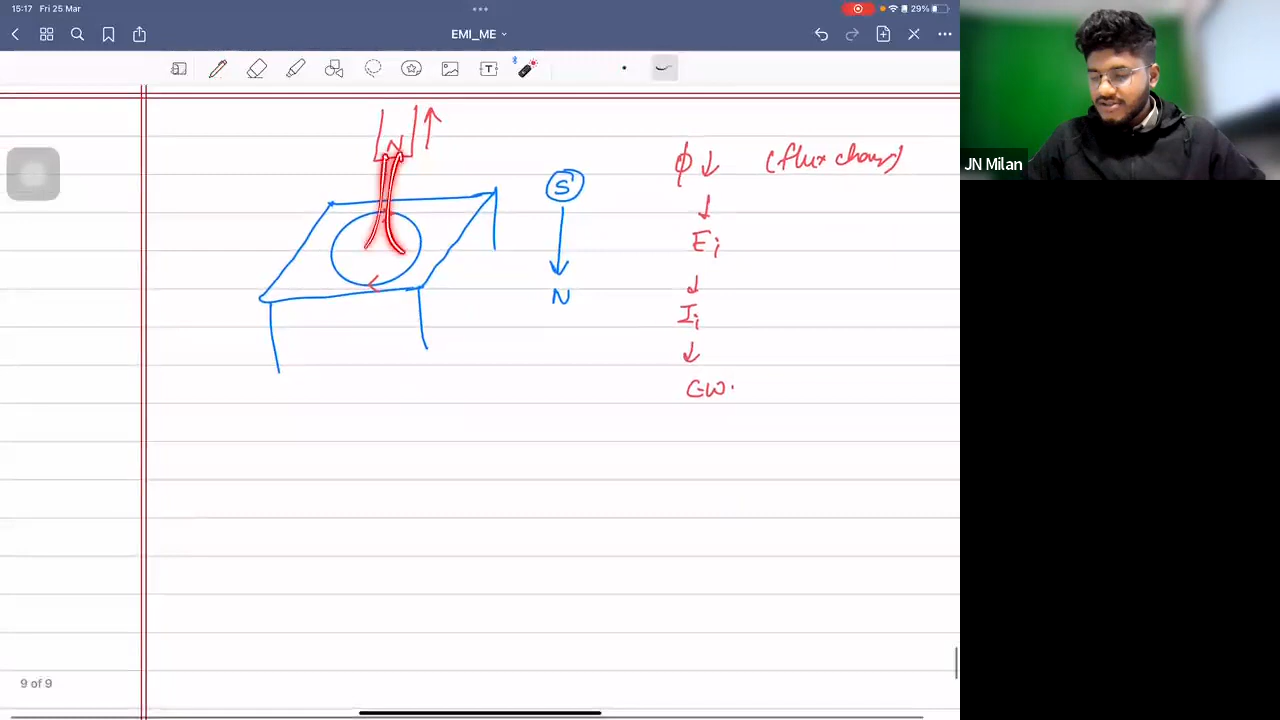 15:17 Fri 25 Mar
29%
EMI_ME
T
JN Milan
N
S
N
ϕ ↓ (flux change)
↓
Ei
↓
Ii
↓
CW.
9 of 9